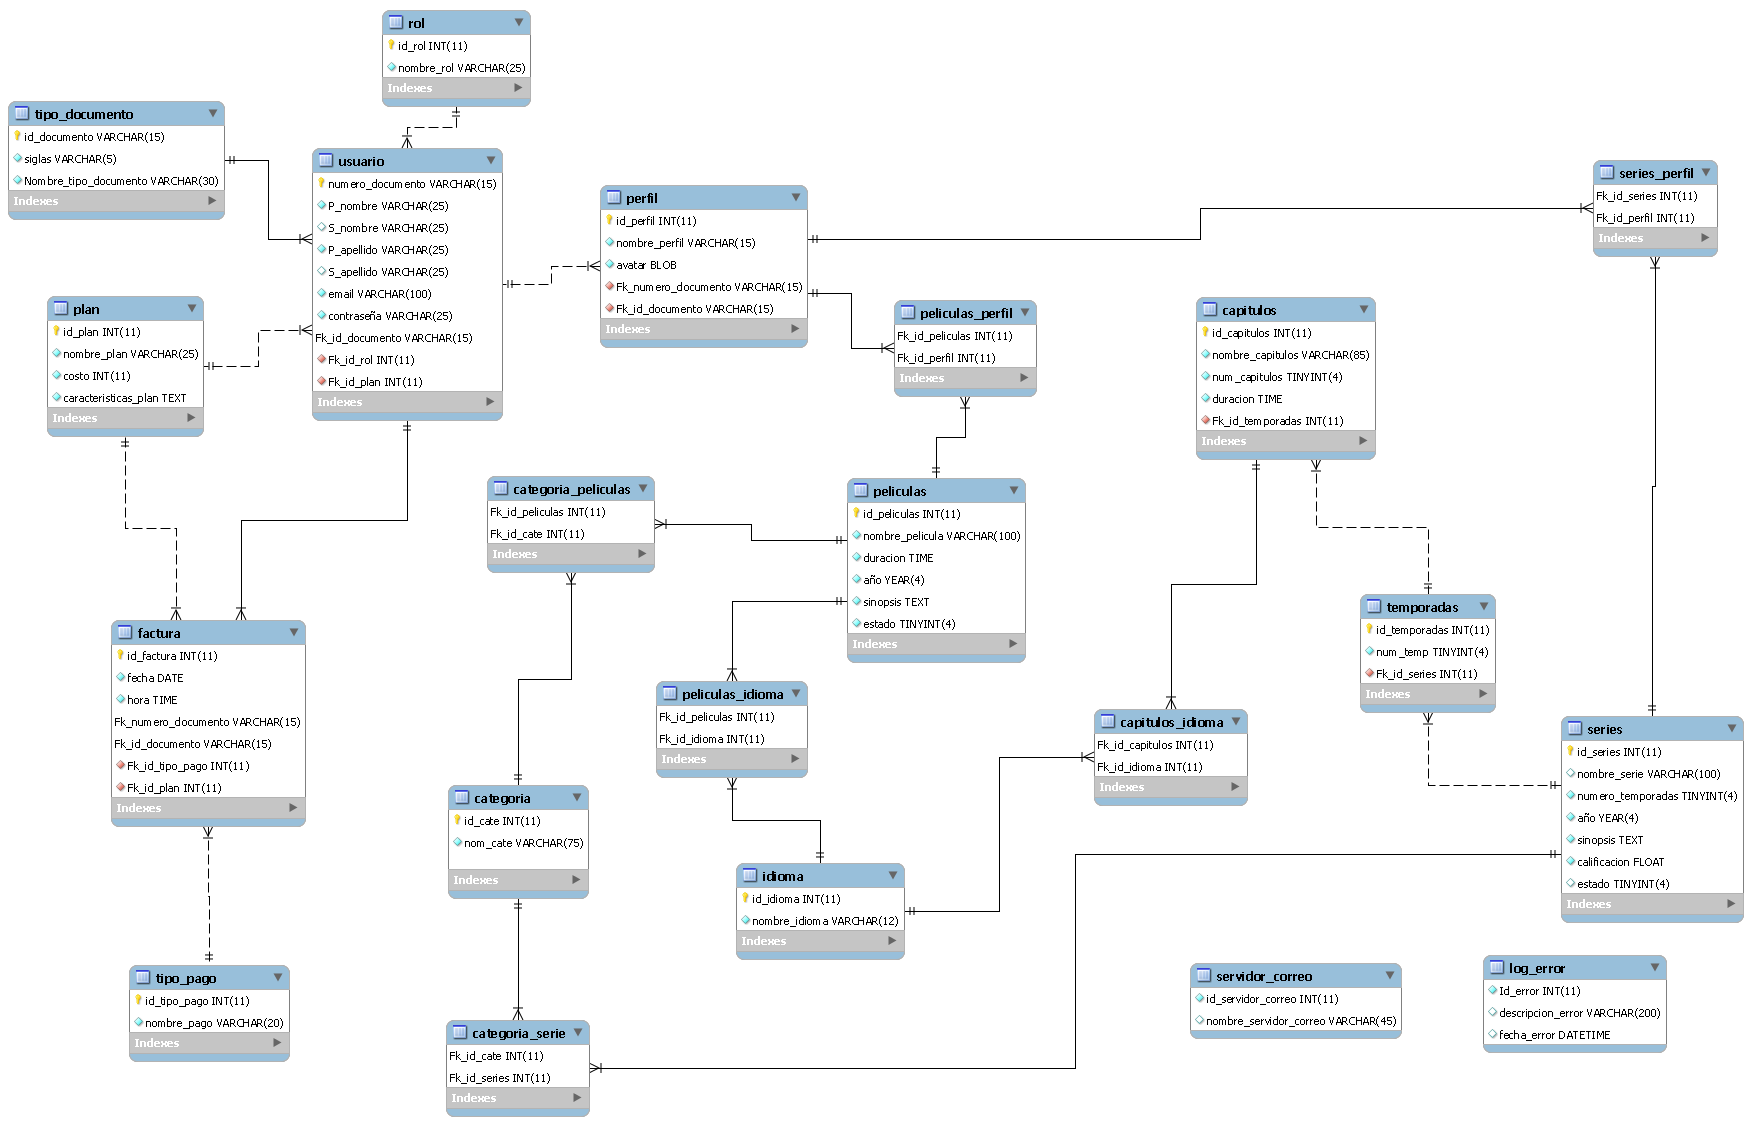 rol
id_rol INT(11)
nombre_rol VARCHAR(25)
Indexes
tipo_documento
id_documento VARCHAR(15)
siglas VARCHAR(5)
Nombre_tipo_documento VARCHAR(30)
Indexes
usuario
numero_documento VARCHAR(15)
P_nombre VARCHAR(25)
S_nombre VARCHAR(25)
P_apellido VARCHAR(25)
S_apellido VARCHAR(25)
email VARCHAR(100)
contraseña VARCHAR(25)
Fk_id_documento VARCHAR(15)
Fk_id_rol INT(11)
Fk_id_plan INT(11)
Indexes
perfil
id_perfil INT(11)
nombre_perfil VARCHAR(15)
avatar BLOB
Fk_numero_documento VARCHAR(15)
Fk_id_documento VARCHAR(15)
Indexes
series_perfil
Fk_id_series INT(11)
Fk_id_perfil INT(11)
Indexes
plan
id_plan INT(11)
nombre_plan VARCHAR(25)
costo INT(11)
caracteristicas_plan TEXT
Indexes
peliculas_perfil
Fk_id_peliculas INT(11)
Fk_id_perfil INT(11)
Indexes
capitulos
id_capitulos INT(11)
nombre_capitulos VARCHAR(85)
num_capitulos TINYINT(4)
duracion TIME
Fk_id_temporadas INT(11)
Indexes
categoria_peliculas
Fk_id_peliculas INT(11)
Fk_id_cate INT(11)
Indexes
peliculas
id_peliculas INT(11)
nombre_pelicula VARCHAR(100)
duracion TIME
año YEAR(4)
sinopsis TEXT
estado TINYINT(4)
Indexes
temporadas
id_temporadas INT(11)
num_temp TINYINT(4)
Fk_id_series INT(11)
Indexes
factura
id_factura INT(11)
fecha DATE
hora TIME
Fk_numero_documento VARCHAR(15)
Fk_id_documento VARCHAR(15)
Fk_id_tipo_pago INT(11)
Fk_id_plan INT(11)
Indexes
peliculas_idioma
Fk_id_peliculas INT(11)
Fk_id_idioma INT(11)
Indexes
capitulos_idioma
Fk_id_capitulos INT(11)
Fk_id_idioma INT(11)
Indexes
series
id_series INT(11)
nombre_serie VARCHAR(100)
numero_temporadas TINYINT(4)
año YEAR(4)
sinopsis TEXT
calificacion FLOAT
estado TINYINT(4)
Indexes
categoria
id_cate INT(11)
nom_cate VARCHAR(75)
Indexes
idioma
id_idioma INT(11)
nombre_idioma VARCHAR(12)
Indexes
tipo_pago
id_tipo_pago INT(11)
nombre_pago VARCHAR(20)
Indexes
servidor_correo
id_servidor_correo INT(11)
nombre_servidor_correo VARCHAR(45)
log_error
Id_error INT(11)
descripcion_error VARCHAR(200)
fecha_error DATETIME
categoria_serie
Fk_id_cate INT(11)
Fk_id_series INT(11)
Indexes